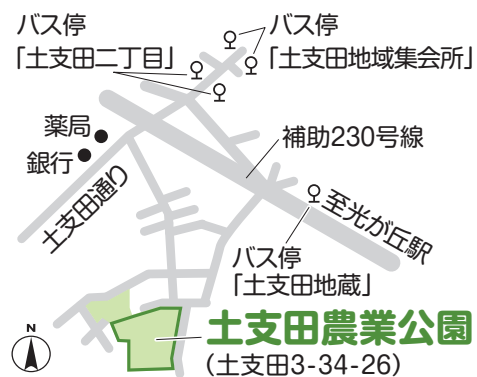 バス停
「土支田二丁目」
バス停
「土支田地域集会所」
薬局
銀行
補助230号線
土支田通り
至光が丘駅
バス停
「土支田地蔵」
N
土支田農業公園
(土支田3-34-26)